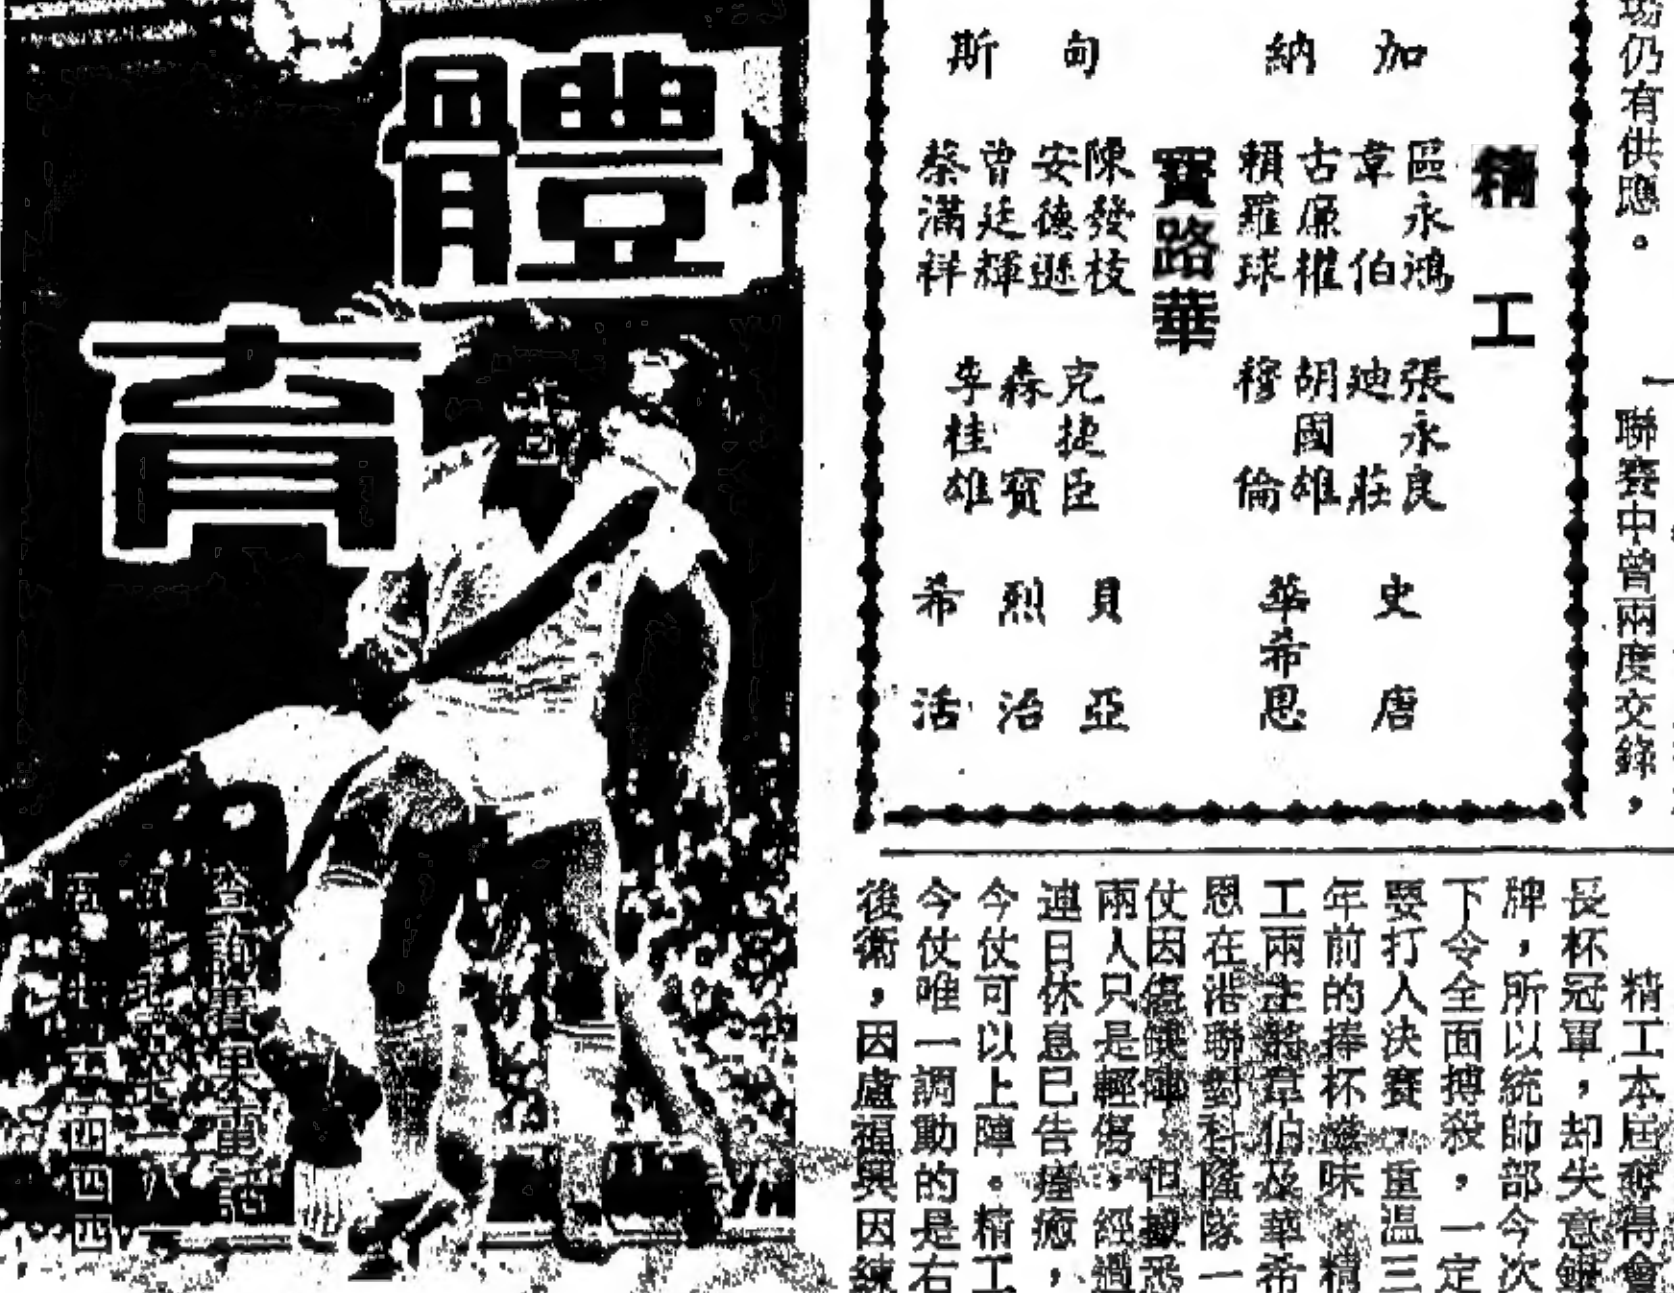 場仍有供應。
聯賽中曾兩度交錄，
精工
加納
區永鴻
韋伯
古廉權
賴羅球
張永良
迪莊
胡國雄
穆倫
史唐
華希恩
寶路華
甸斯
陳發枝
安德遜
曾廷輝
蔡滿祥
克捷臣
森寶
李桂雄
貝亞
烈治
希活
精工本屆奪得會
長杯冠軍，却失意銀
牌，所以統帥部今次
下令全面搏殺，一定
要打入決賽，重温三
年前的捧杯滋味。精
工兩主將韋伯及華希
恩在港聯對科隆隊一
仗因傷缺陣，但據悉
兩人只是輕傷，經過
連日休息已告痊癒，
今仗可以上陣。精工
今仗唯一調動的是右
後衛，因盧福興因練
體育
查詢賽果電話